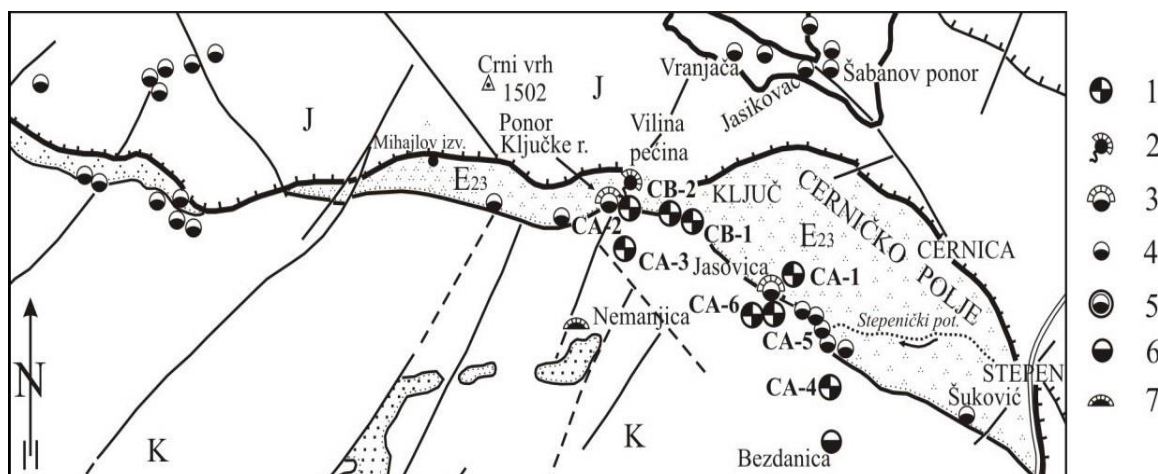 Crni vrh
1502
J
J
Vranjača
Šabanov ponor
Jasikovac
Ponor
Ključke r.
Vilina
pećina
Mihajlov izv.
E23
CB-2
KLJUČ
CERNIČKO POLJE
E23
CERNICA
CA-2
CB-1
CA-3
Jasovica
CA-1
CA-6
Nemanjica
CA-5
Stepenički pot.
STEPEN
CA-4
Šuković
N
K
K
Bezdanica
1
2
3
4
5
6
7